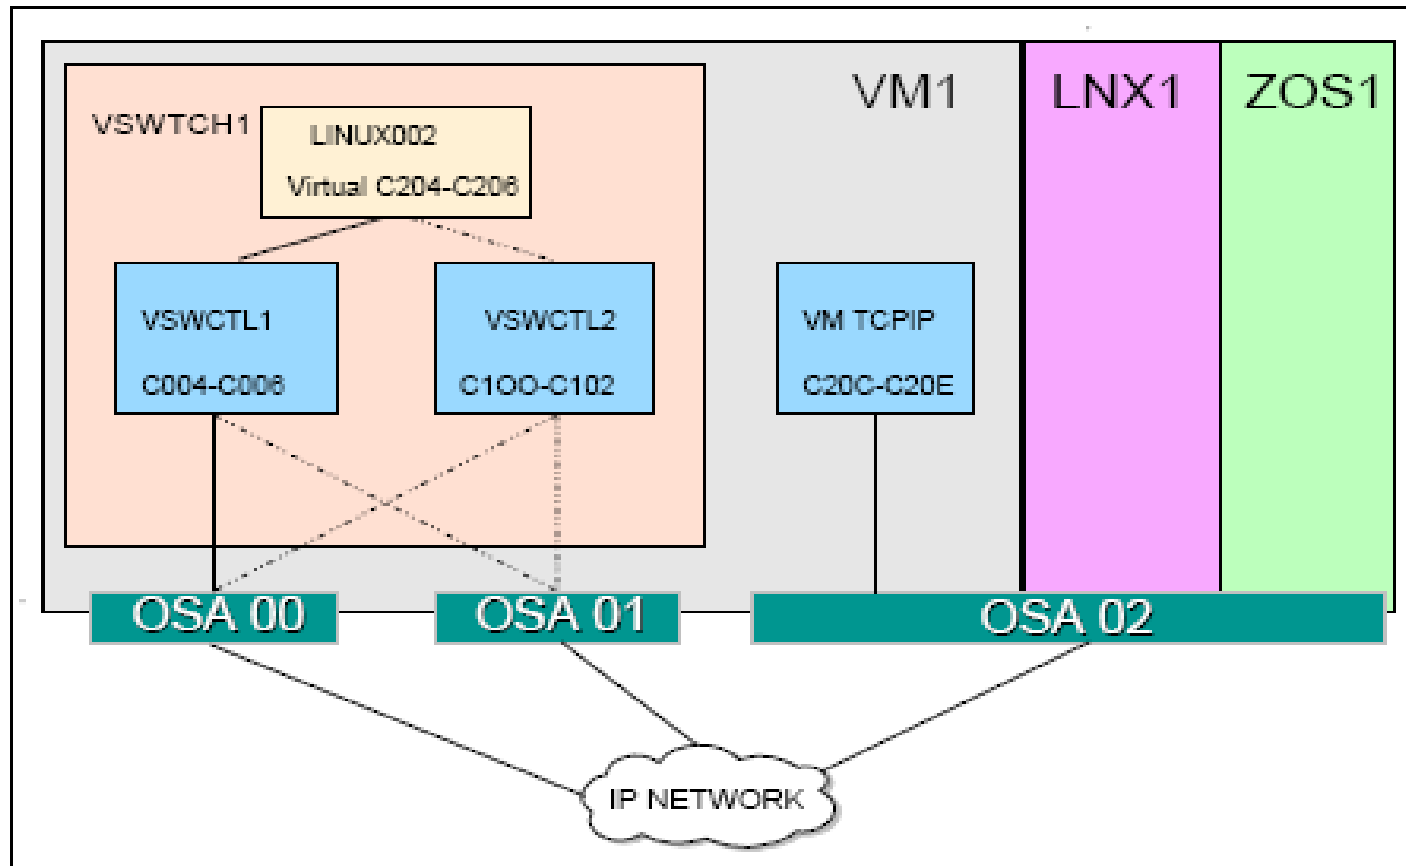 VM1
LNX1
ZOS1
VSWTCH1
LINUX002
Virtual C204-C206
VSWCTL1
C004-C006
VSWCTL2
C1OO-C102
VM TCPIP
C20C-C20E
OSA 00
OSA 01
OSA 02
IP NETWORK